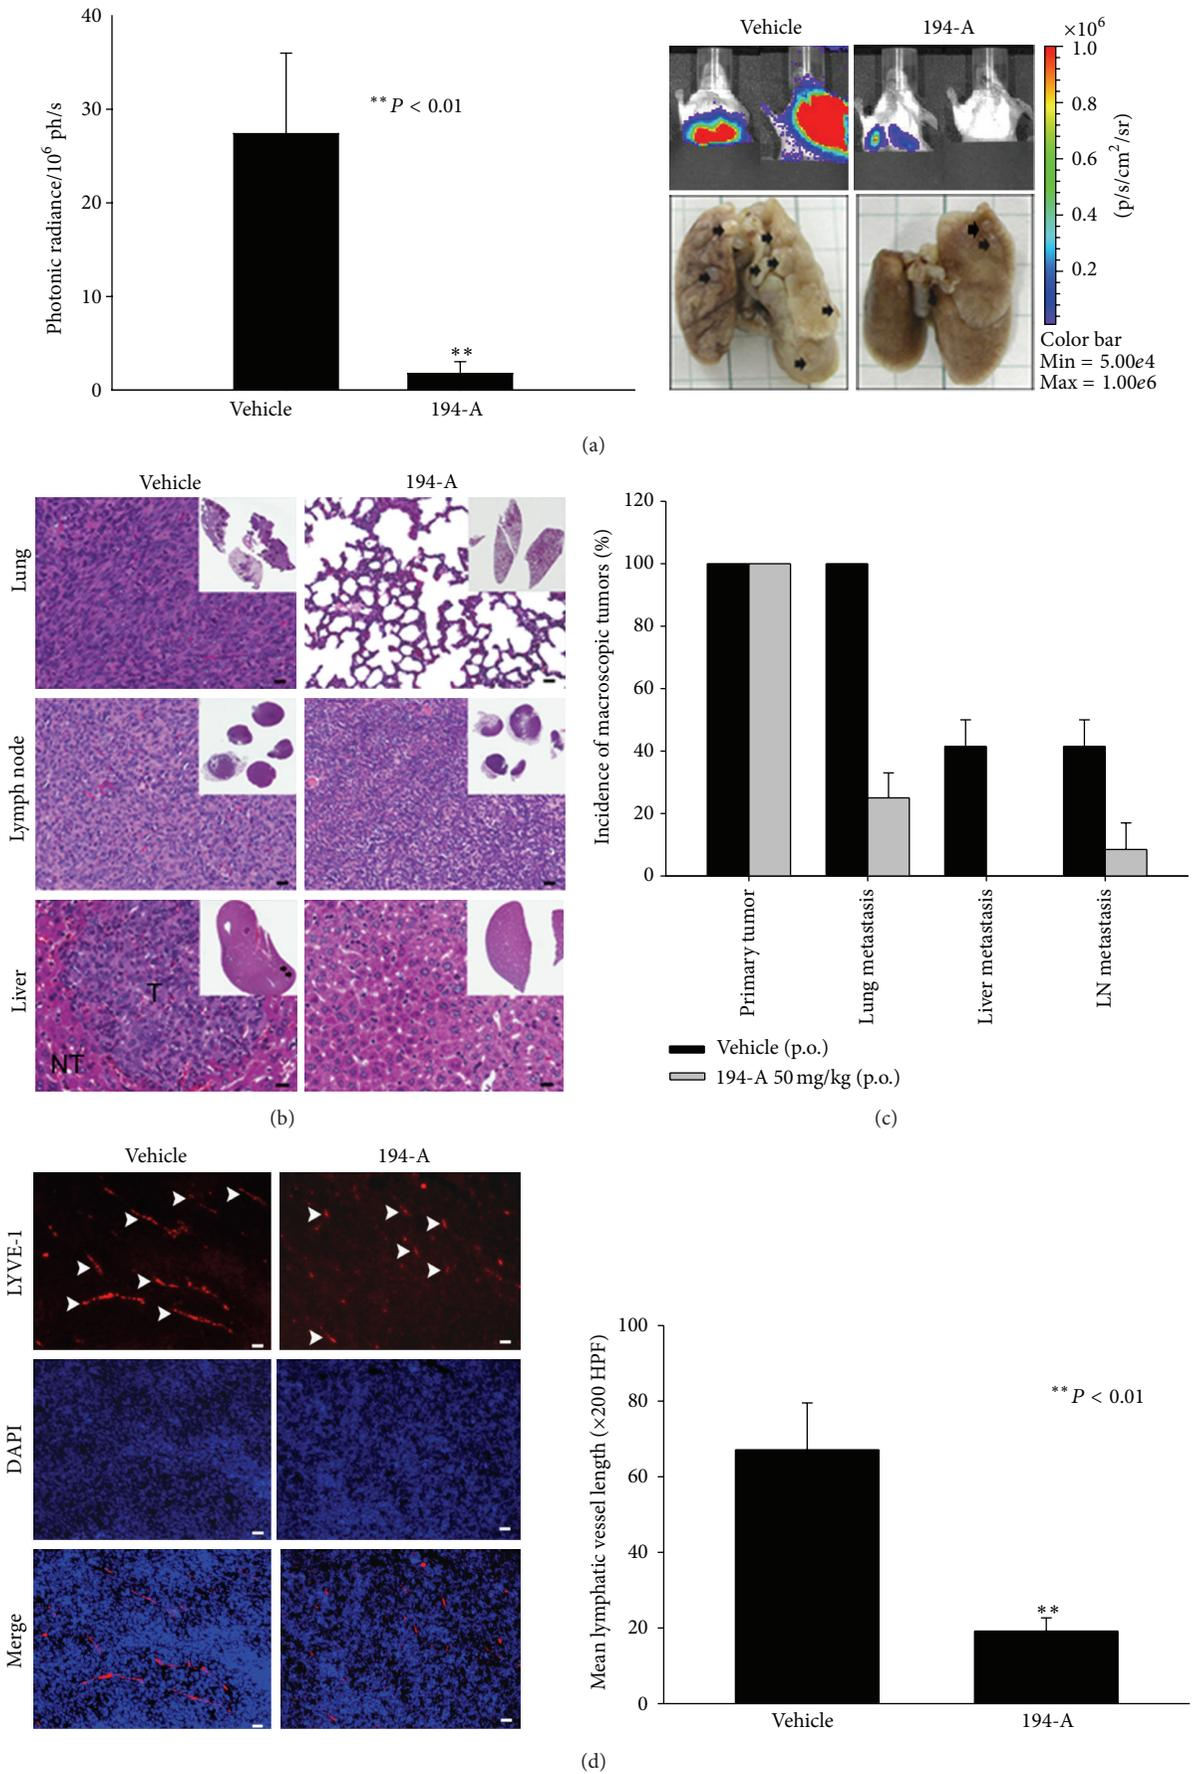 40
30
20
10
0
Photonic radiance/10⁶ ph/s
**P < 0.01
**
Vehicle
194-A
Vehicle
194-A
×10⁶
1.0
0.8
0.6
0.4
0.2
(p/s/cm²/sr)
Color bar
Min = 5.00e4
Max = 1.00e6
(a)
Vehicle
194-A
Lung
Lymph node
Liver
T
NT
(b)
120
100
80
60
40
20
0
Incidence of macroscopic tumors (%)
Primary tumor
Lung metastasis
Liver metastasis
LN metastasis
Vehicle (p.o.)
194-A 50 mg/kg (p.o.)
(c)
Vehicle
194-A
LYVE-1
DAPI
Merge
100
80
60
40
20
0
Mean lymphatic vessel length (×200 HPF)
**P < 0.01
**
Vehicle
194-A
(d)